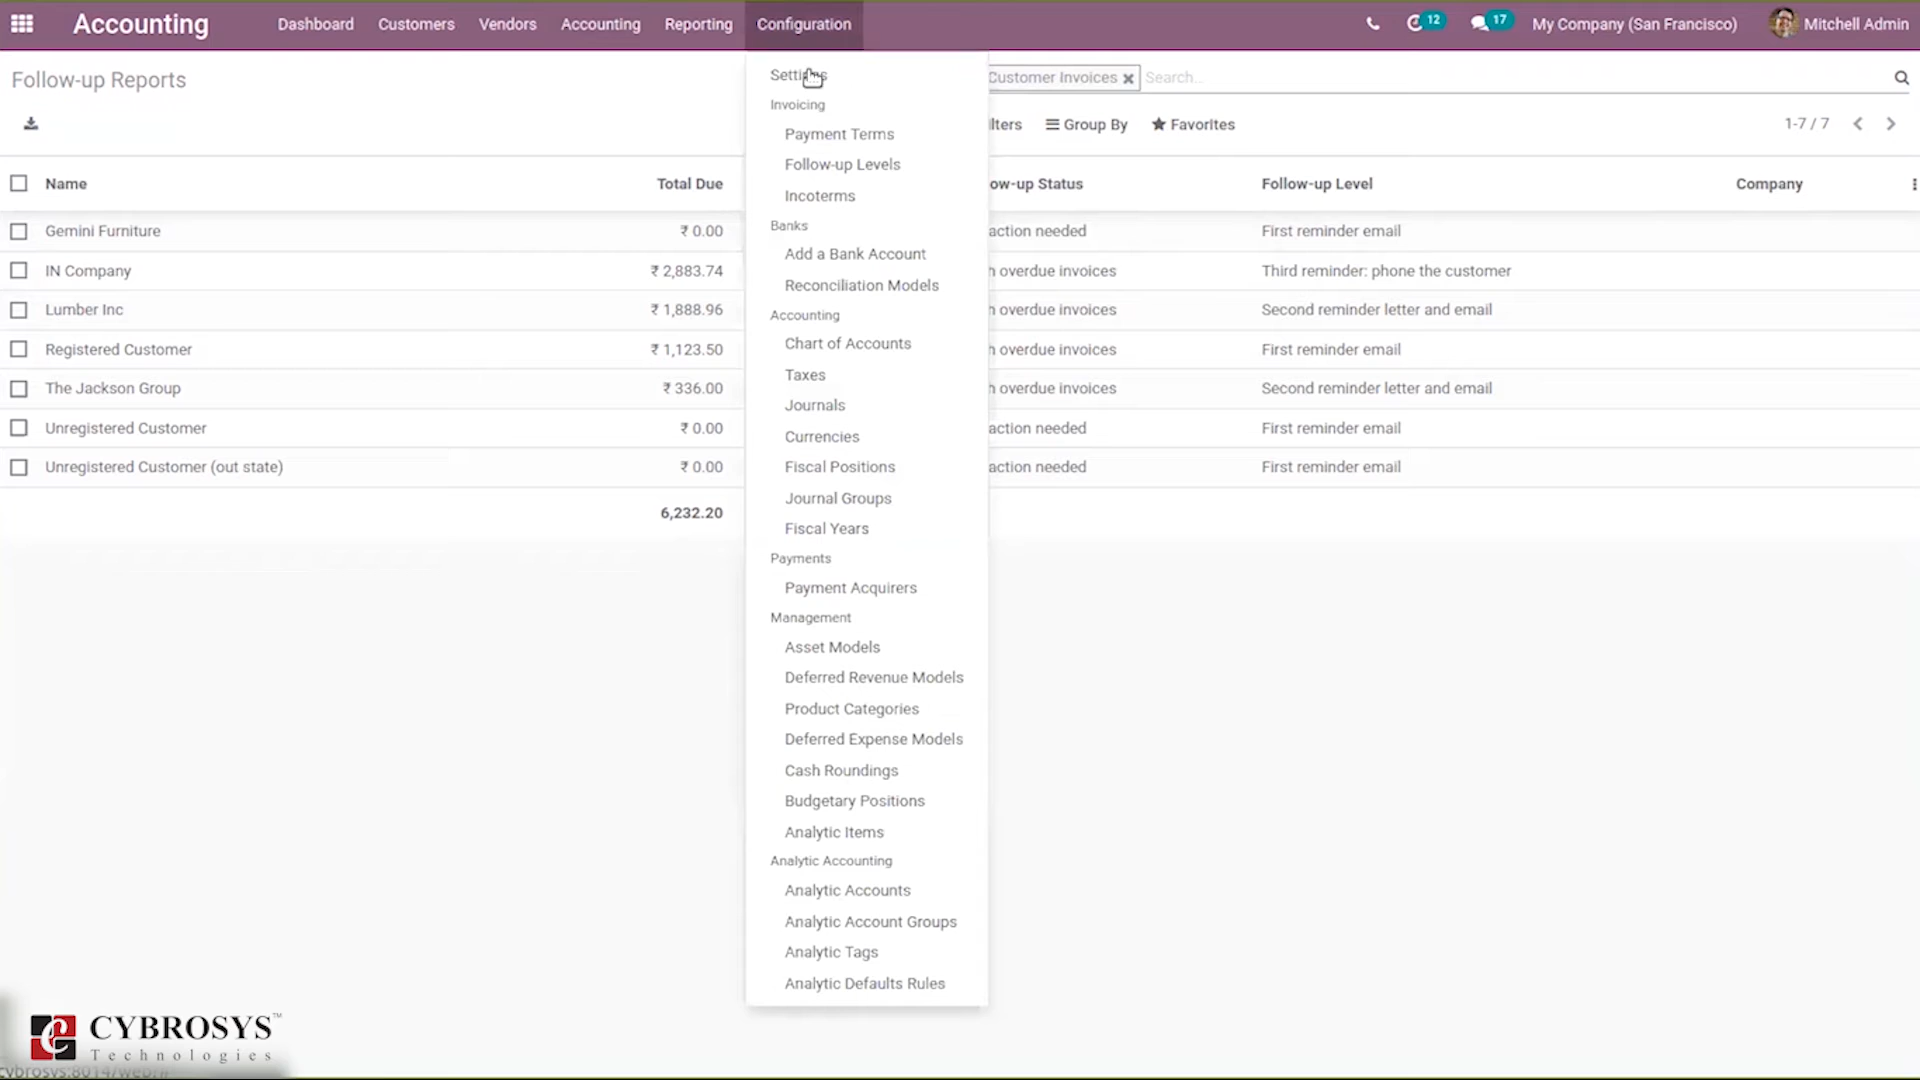 Accounting
Dashboard Customers Vendors Accounting Reporting Configuration
12 17 My Company (San Francisco) Mitchell Admin
Follow-up Reports
Customer Invoices × Search...
Group By Favorites
1-7 / 7
Name Total Due Status Follow-up Level Company
Gemini Furniture ₹ 0.00 action needed First reminder email
IN Company ₹ 2,883.74 overdue invoices Third reminder: phone the customer
Lumber Inc ₹ 1,888.96 overdue invoices Second reminder letter and email
Registered Customer ₹ 1,123.50 overdue invoices First reminder email
The Jackson Group ₹ 336.00 overdue invoices Second reminder letter and email
Unregistered Customer ₹ 0.00 action needed First reminder email
Unregistered Customer (out state) ₹ 0.00 action needed First reminder email
6,232.20
Settings
Invoicing
Payment Terms
Follow-up Levels
Incoterms
Banks
Add a Bank Account
Reconciliation Models
Accounting
Chart of Accounts
Taxes
Journals
Currencies
Fiscal Positions
Journal Groups
Fiscal Years
Payments
Payment Acquirers
Management
Asset Models
Deferred Revenue Models
Product Categories
Deferred Expense Models
Cash Roundings
Budgetary Positions
Analytic Items
Analytic Accounting
Analytic Accounts
Analytic Account Groups
Analytic Tags
Analytic Defaults Rules
CYBROSYS™
Technologies